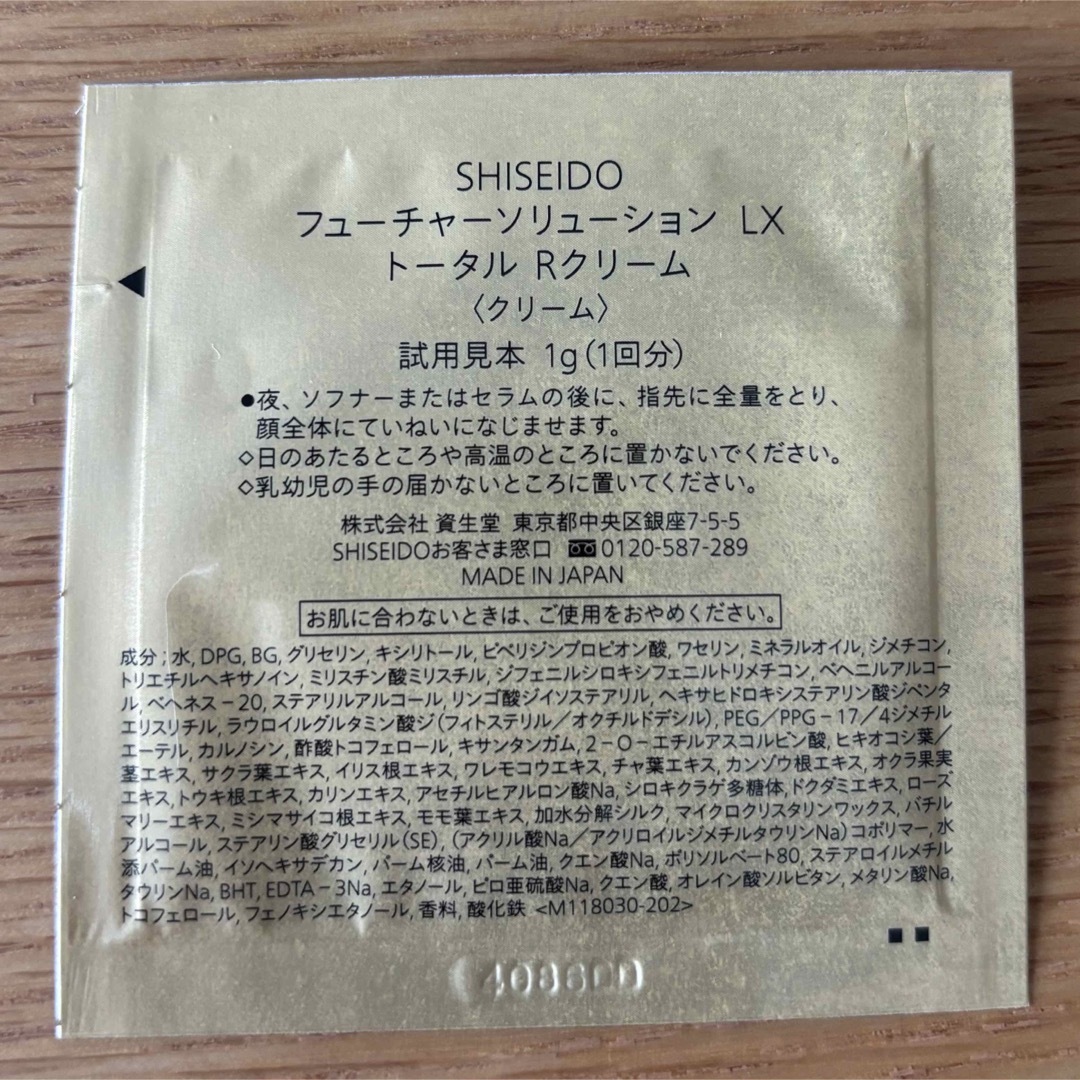 SHISEIDO
フューチャーソリューション LX
トータル Rクリーム
〈クリーム〉
試用見本 1g(1回分)
●夜、ソフナーまたはセラムの後に、指先に全量をとり、
顔全体にていねいになじませます。
◇日のあたるところや高温のところに置かないでください。
◇乳幼児の手の届かないところに置いてください。
株式会社 資生堂 東京都中央区銀座7-5-5
SHISEIDOお客さま窓口 0120-587-289
MADE IN JAPAN
お肌に合わないときは、ご使用をおやめください。
成分;水, DPG, BG, グリセリン, キシリトール, ピペリジンプロピオン酸, ワセリン, ミネラルオイル, ジメチコン,
トリエチルヘキサノイン, ミリスチン酸ミリスチル, ジフェニルシロキシフェニルトリメチコン, ベヘニルアルコー
ル, ベヘネス－20, ステアリルアルコール, リンゴ酸ジイソステアリル, ヘキサヒドロキシステアリン酸ジペンタ
エリスリチル, ラウロイルグルタミン酸ジ(フィトステリル/オクチルドデシル), PEG/PPG－17/4ジメチル
エーテル, カルノシン, 酢酸トコフェロール, キサンタンガム, 2－O－エチルアスコルビン酸, ヒキオコシ葉/
茎エキス, サクラ葉エキス, イリス根エキス, ワレモコウエキス, チャ葉エキス, カンゾウ根エキス, オクラ果実
エキス, トウキ根エキス, カリンエキス, アセチルヒアルロン酸Na, シロキクラゲ多糖体, ドクダミエキス, ローズ
マリーエキス, ミシマサイコ根エキス, モモ葉エキス, 加水分解シルク, マイクロクリスタリンワックス, バチル
アルコール, ステアリン酸グリセリル(SE), (アクリル酸Na/アクリロイルジメチルタウリンNa)コポリマー, 水
添パーム油, イソヘキサデカン, パーム核油, パーム油, クエン酸Na, ポリソルベート80, ステアロイルメチル
タウリンNa, BHT, EDTA－3Na, エタノール, ピロ亜硫酸Na, クエン酸, オレイン酸ソルビタン, メタリン酸Na,
トコフェロール, フェノキシエタノール, 香料, 酸化鉄 <M118030-202>